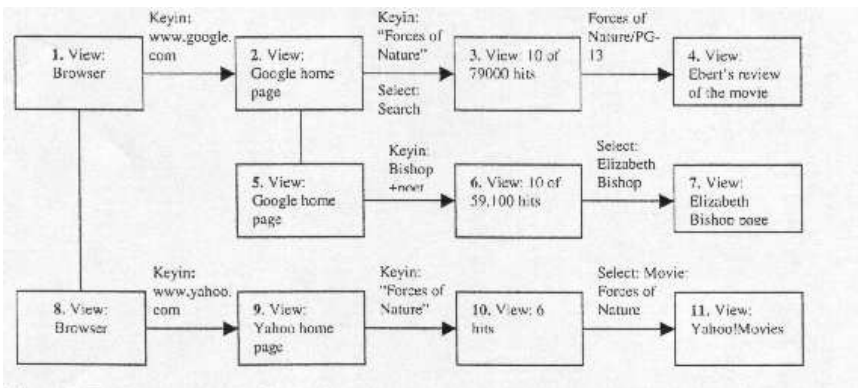 Keyin:
www.google.
com
Keyin:
"Forces of
Nature"
Select:
Search
Forces of
Nature/PG-
13
1. View:
Browser
2. View:
Google home
page
3. View: 10 of
79000 hits
4. View:
Ebert's review
of the movie
Keyin:
Bishop
+poet
Select:
Elizabeth
Bishop
5. View:
Google home
page
6. View: 10 of
59,100 hits
7. View:
Elizabeth
Bishop page
Keyin:
www.yahoo.
com
Keyin:
"Forces of
Nature"
Select: Movie:
Forces of
Nature
8. View:
Browser
9. View:
Yahoo home
page
10. View: 6
hits
11. View:
Yahoo!Movies